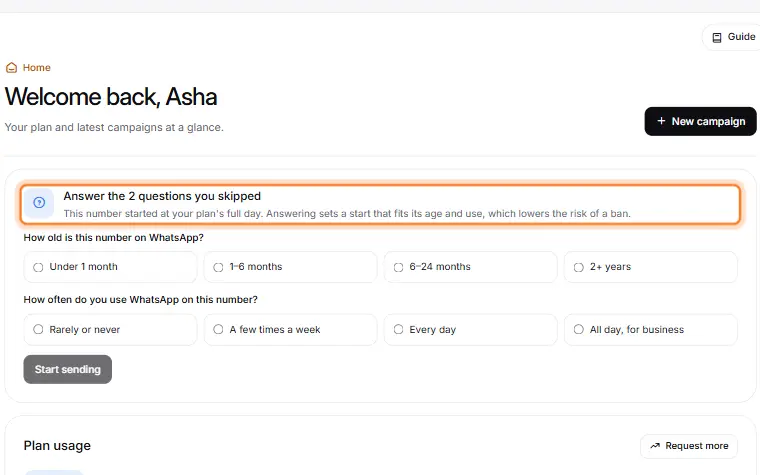 Guide
Home
Welcome back, Asha
Your plan and latest campaigns at a glance.
+ New campaign
Answer the 2 questions you skipped
This number started at your plan's full day. Answering sets a start that fits its age and use, which lowers the risk of a ban.
How old is this number on WhatsApp?
Under 1 month
1–6 months
6–24 months
2+ years
How often do you use WhatsApp on this number?
Rarely or never
A few times a week
Every day
All day, for business
Start sending
Plan usage
Request more